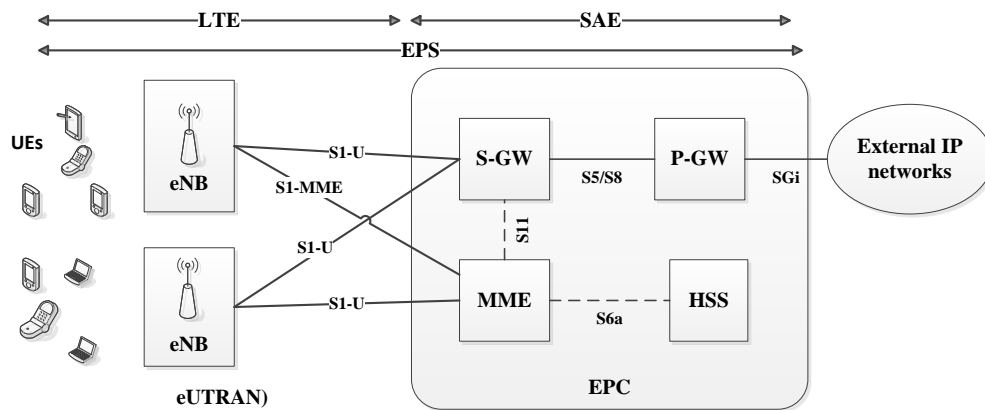 LTE
SAE
EPS
UEs
eNB
S1-U
S1-MME
S-GW
S5/S8
P-GW
SGi
External IP
networks
S11
S1-U
eNB
S1-U
MME
S6a
HSS
eUTRAN)
EPC